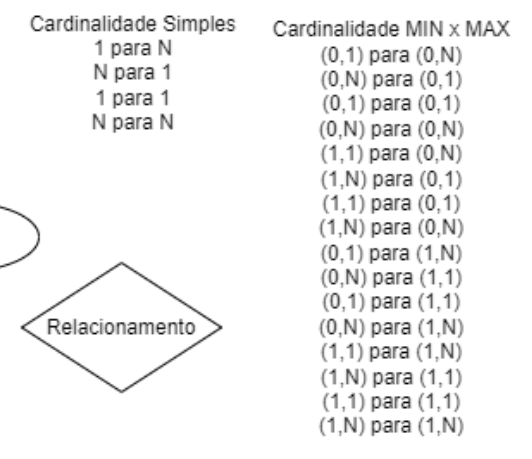 Cardinalidade Simples
1 para N
N para 1
1 para 1
N para N
Cardinalidade MIN x MAX
(0,1) para (0,N)
(0,N) para (0,1)
(0,1) para (0,1)
(0,N) para (0,N)
(1,1) para (0,N)
(1,N) para (0,1)
(1,1) para (0,1)
(1,N) para (0,N)
(0,1) para (1,N)
(0,N) para (1,1)
(0,1) para (1,1)
(0,N) para (1,N)
(1,1) para (1,N)
(1,N) para (1,1)
(1,1) para (1,1)
(1,N) para (1,N)
Relacionamento